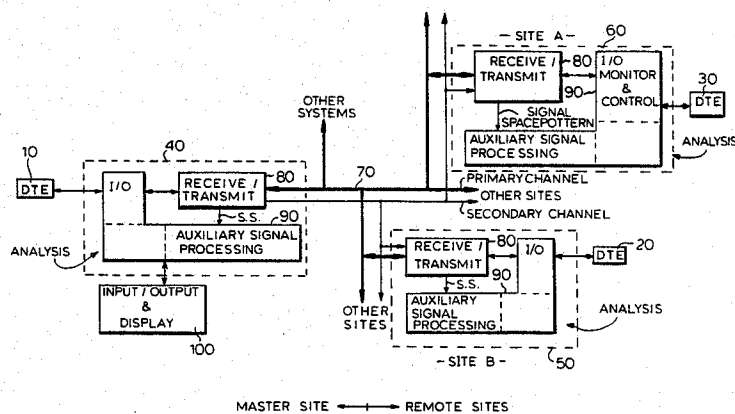 - SITE A -
60
RECEIVE /
TRANSMIT
80
90
I/O
MONITOR
&
CONTROL
30
DTE
SIGNAL
SPACEPOTTERN
AUXILIARY SIGNAL
PROCESSING
ANALYSIS
OTHER
SYSTEMS
10
DTE
40
I/O
RECEIVE /
TRANSMIT
80
S.S.
90
AUXILIARY SIGNAL
PROCESSING
ANALYSIS
INPUT / OUTPUT
&
DISPLAY
100
70
PRIMARY CHANNEL
OTHER SITES
SECONDARY CHANNEL
RECEIVE /
TRANSMIT
80
I/O
20
DTE
S.S.
90
AUXILIARY
SIGNAL
PROCESSING
ANALYSIS
OTHER
SITES
- SITE B -
50
MASTER SITE
REMOTE SITES